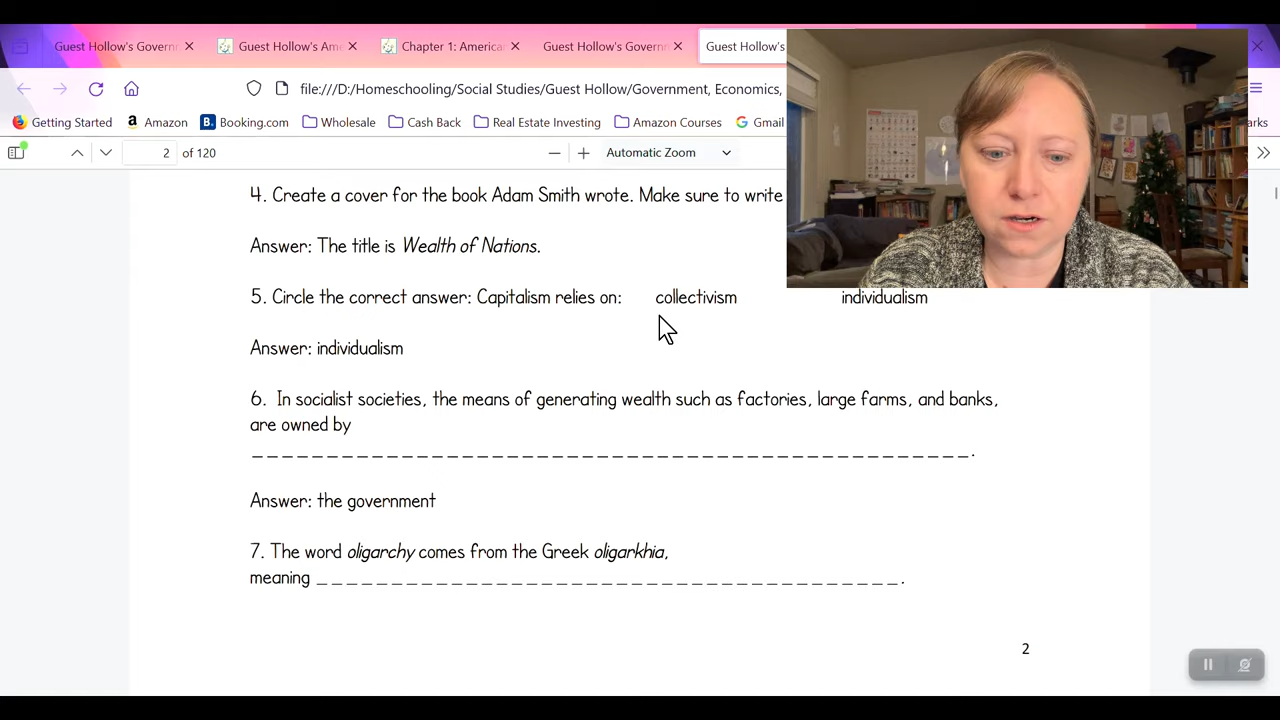 Guest Hollow's Governm
Guest Hollow's Ame
Chapter 1: America
Guest Hollow's Governm
Guest Hollow's
file:///D:/Homeschooling/Social Studies/Guest Hollow/Government, Economics,
Getting Started
Amazon
Booking.com
Wholesale
Cash Back
Real Estate Investing
Amazon Courses
Gmail
arks
2 of 120
Automatic Zoom
4. Create a cover for the book Adam Smith wrote. Make sure to write
Answer: The title is Wealth of Nations.
5. Circle the correct answer: Capitalism relies on: collectivism individualism
Answer: individualism
6. In socialist societies, the means of generating wealth such as factories, large farms, and banks,
are owned by
_______________________________________________.
Answer: the government
7. The word oligarchy comes from the Greek oligarkhia,
meaning _______________________________________.
2